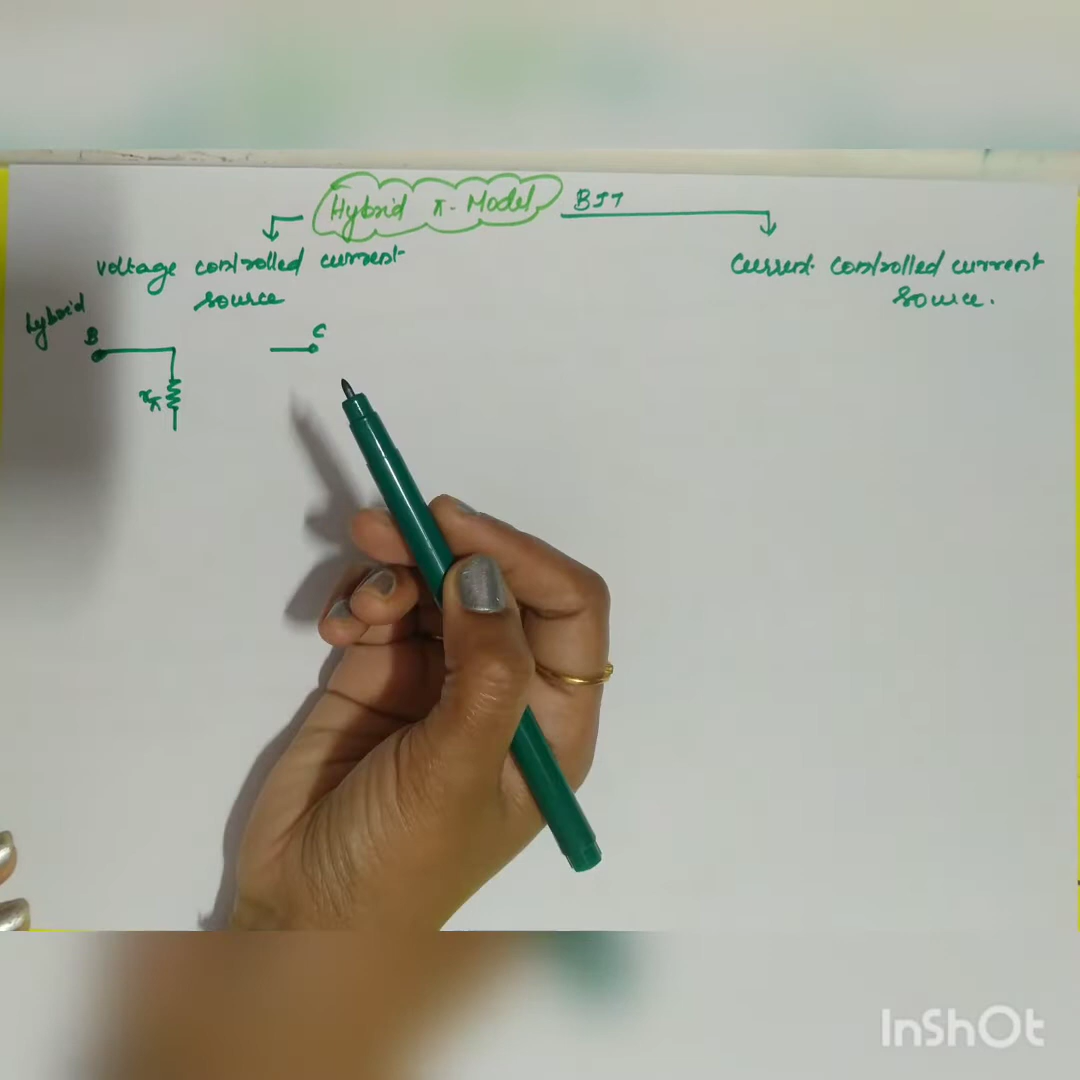 Hybrid π- Model BJT
Voltage controlled current
source
Current controlled current
source.
hybrid
B
C
rπ
InShOt